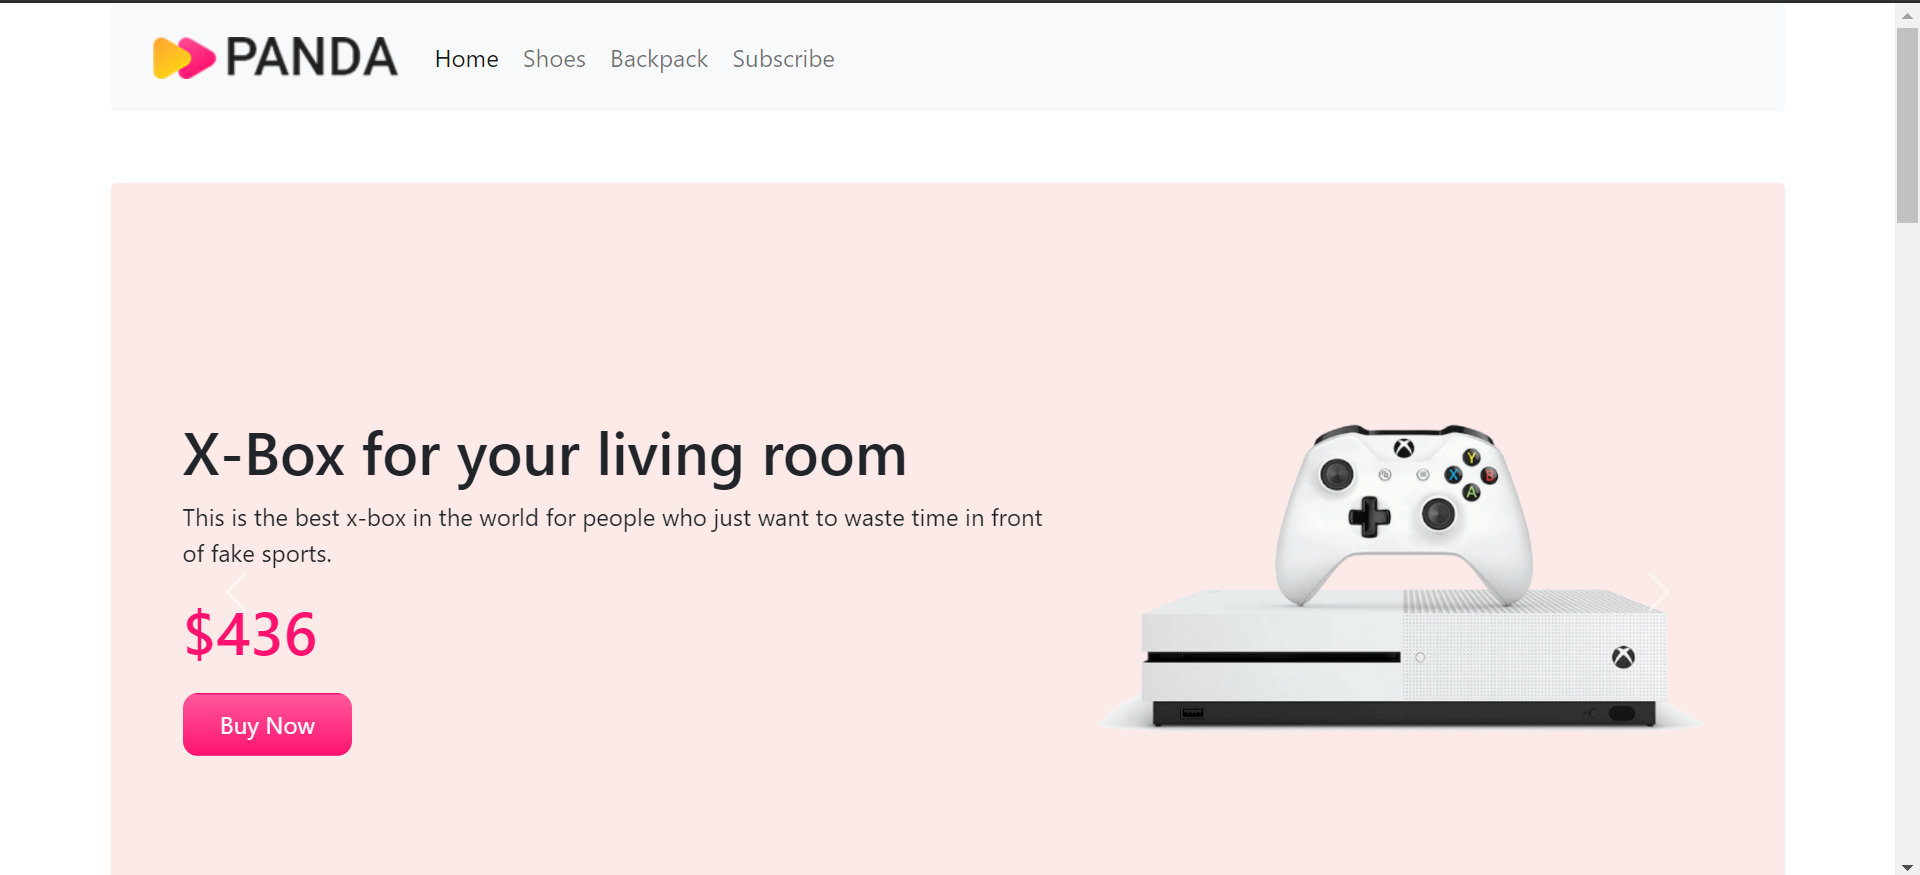 PANDA Home Shoes Backpack Subscribe
X-Box for your living room
This is the best x-box in the world for people who just want to waste time in front
of fake sports.
$436
Buy Now
Y
X B
A